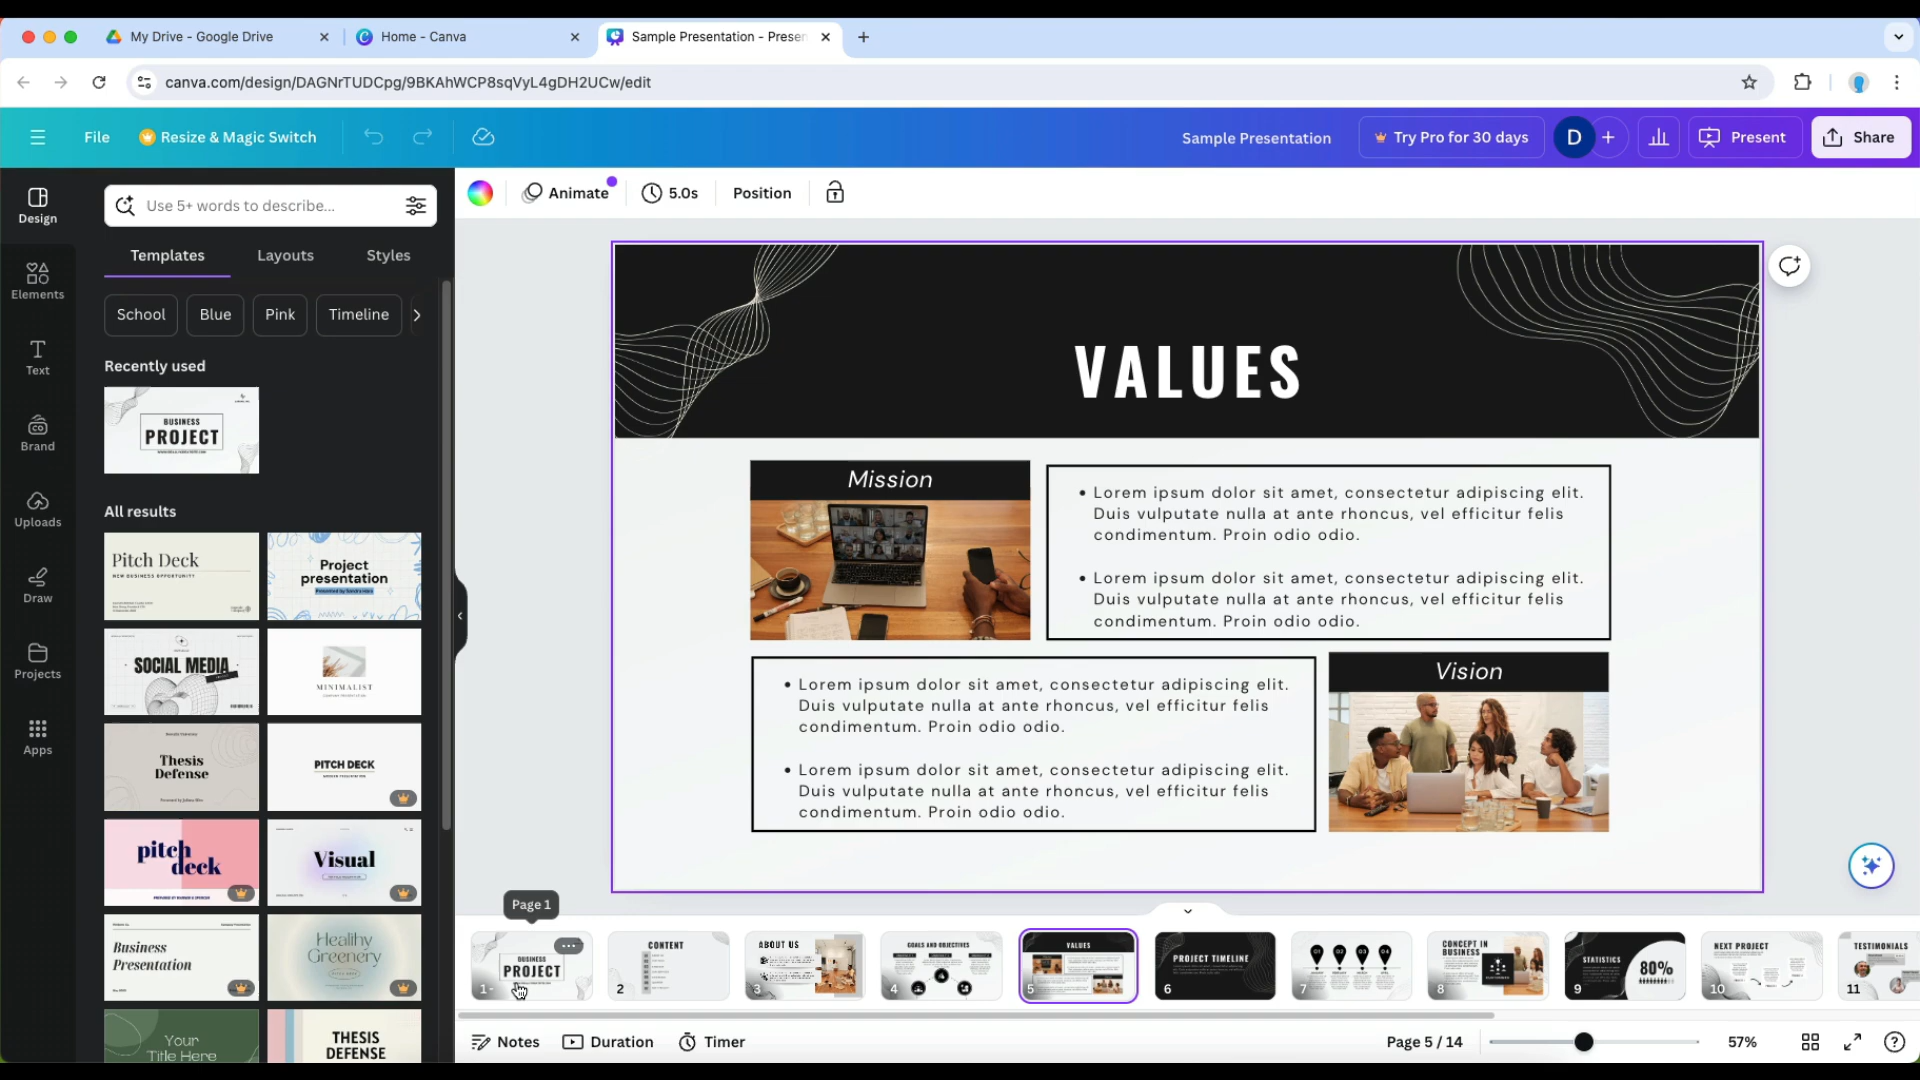 My Drive - Google Drive
Home - Canva
Sample Presentation - Presen
canva.com/design/DAGNrTUDCpg/9BKAhWCP8sqVyL4gDH2UCw/edit
File
Resize & Magic Switch
Sample Presentation
Try Pro for 30 days
D
Present
Share
Design
Elements
Text
Brand
Uploads
Draw
Projects
Apps
Use 5+ words to describe...
Templates
Layouts
Styles
School
Blue
Pink
Timeline
Recently used
BUSINESS
PROJECT
All results
Pitch Deck
NEW BUSINESS OPPORTUNITY
Project
presentation
SOCIAL MEDIA
MINIMALIST
Thesis
Defense
PITCH DECK
pitch
deck
Visual
Business
Presentation
Healthy
Greenery
Your
Title Here
THESIS
DEFENSE
Animate
5.0s
Position
VALUES
Mission
• Lorem ipsum dolor sit amet, consectetur adipiscing elit.
Duis vulputate nulla at ante rhoncus, vel efficitur felis
condimentum. Proin odio odio.
• Lorem ipsum dolor sit amet, consectetur adipiscing elit.
Duis vulputate nulla at ante rhoncus, vel efficitur felis
condimentum. Proin odio odio.
• Lorem ipsum dolor sit amet, consectetur adipiscing elit.
Duis vulputate nulla at ante rhoncus, vel efficitur felis
condimentum. Proin odio odio.
• Lorem ipsum dolor sit amet, consectetur adipiscing elit.
Duis vulputate nulla at ante rhoncus, vel efficitur felis
condimentum. Proin odio odio.
Vision
Page 1
BUSINESS
PROJECT
1
CONTENT
2
ABOUT US
3
GOALS AND OBJECTIVES
4
VALUES
5
PROJECT TIMELINE
6
01 02 03 04
7
CONCEPT IN
BUSINESS
8
STATISTICS
80%
9
NEXT PROJECT
10
TESTIMONIALS
11
Notes
Duration
Timer
Page 5 / 14
57%